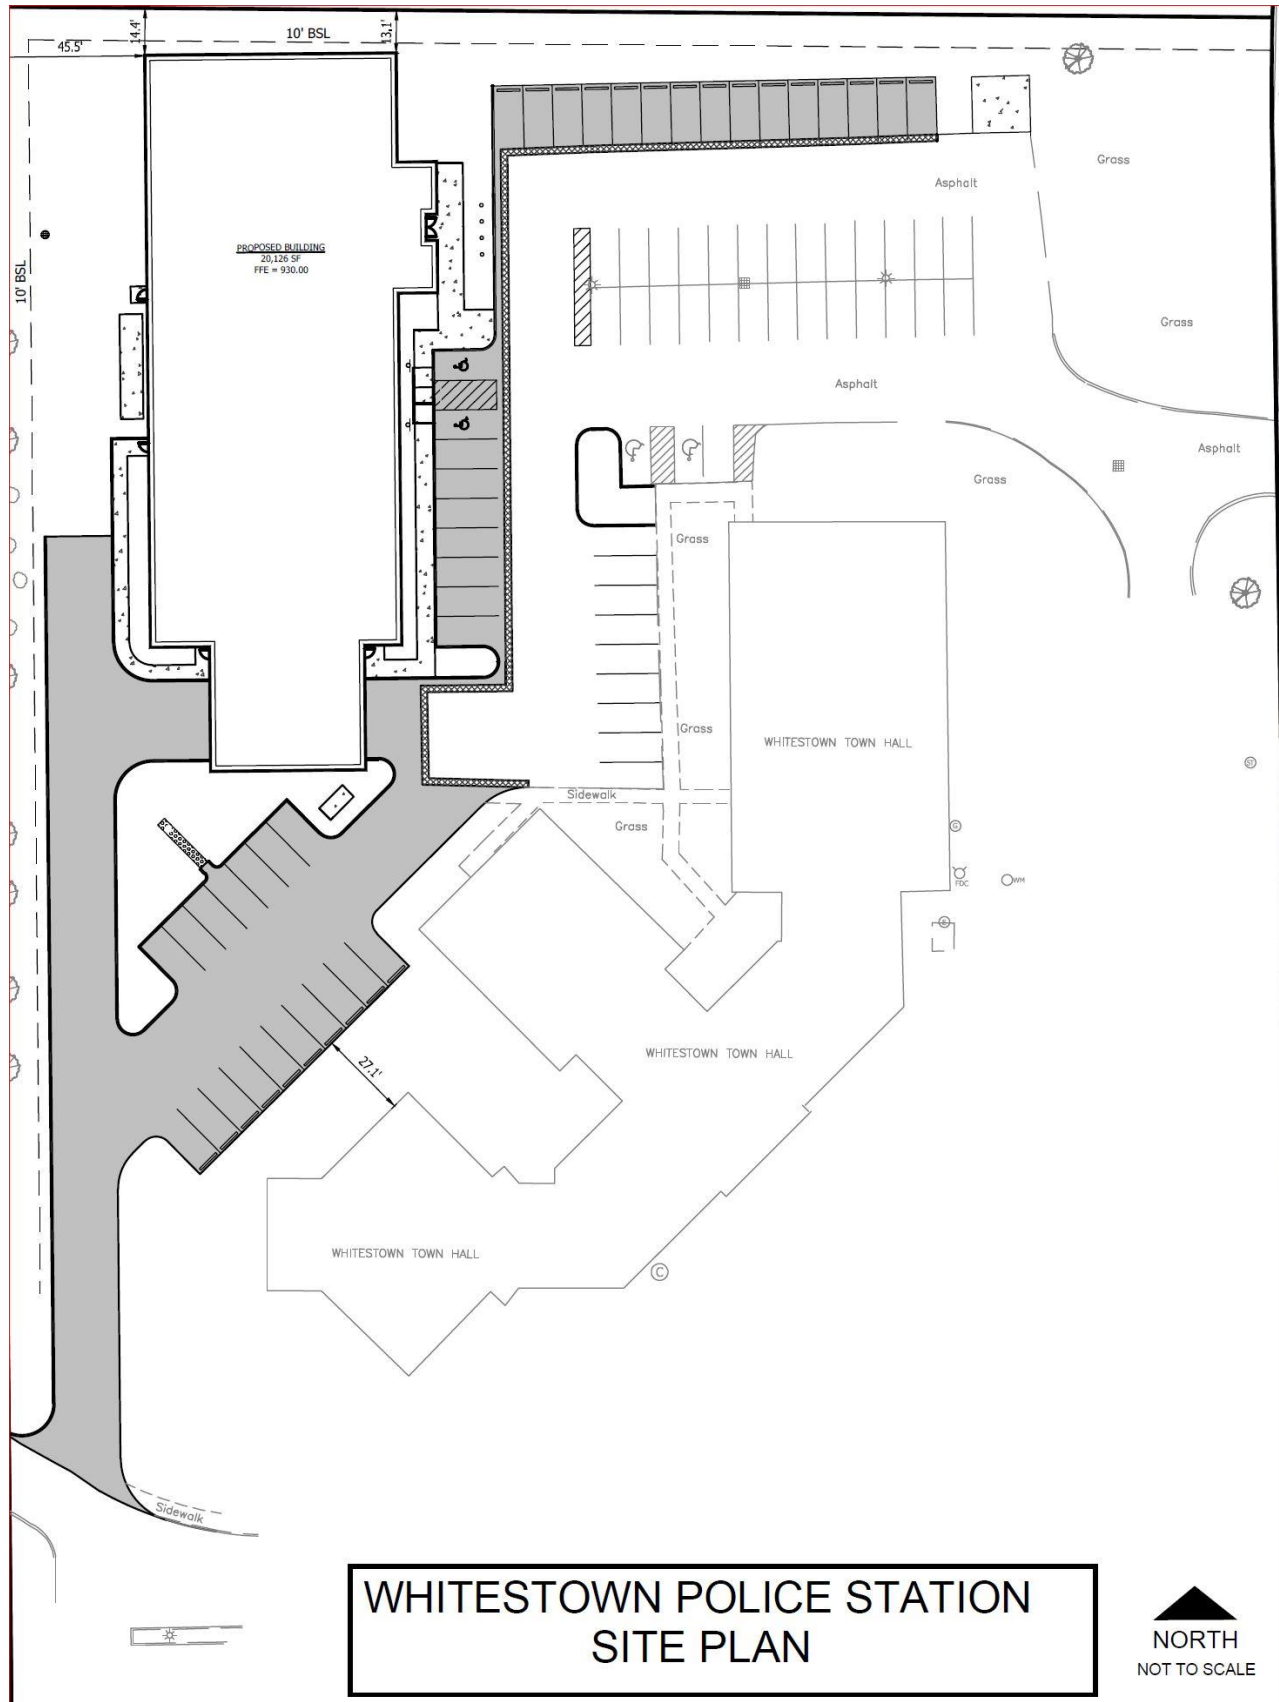 14.4'
13.1'
10' BSL
45.5'
Grass
Asphalt
PROPOSED BUILDING
20,126 SF
FFE = 930.00
10' BSL
Grass
Asphalt
Asphalt
Grass
Grass
Grass
WHITESTOWN TOWN HALL
ST
Sidewalk
Grass
G
FDC
WM
E
27.1'
WHITESTOWN TOWN HALL
WHITESTOWN TOWN HALL
C
Sidewalk
WHITESTOWN POLICE STATION
SITE PLAN
NORTH
NOT TO SCALE